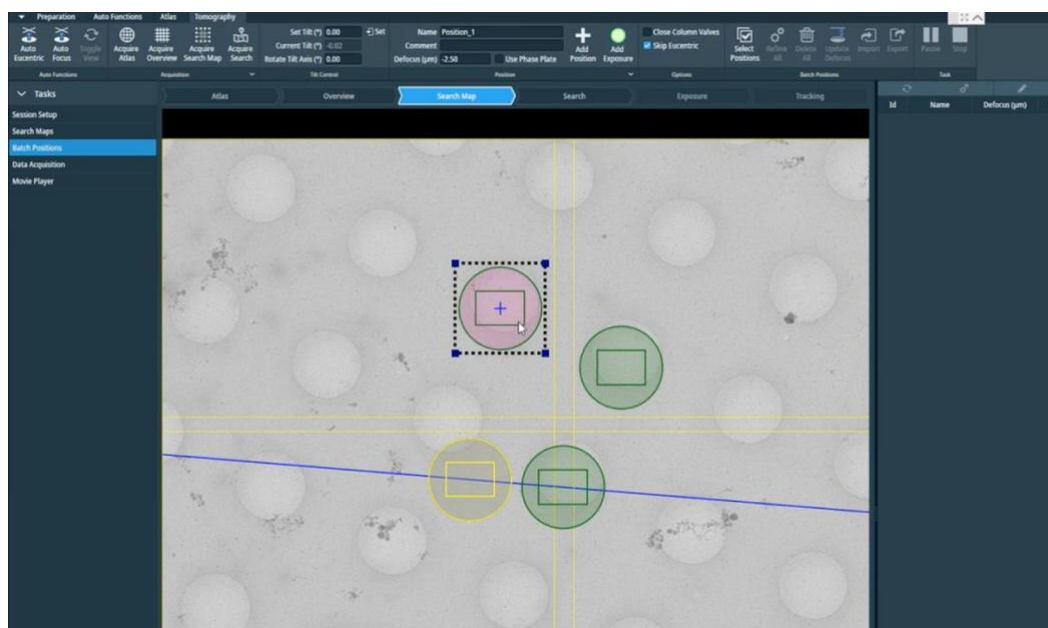 Preparation Auto Functions Atlas Tomography
Auto Eucentric
Auto Focus
Toggle View
Acquire Atlas
Acquire Overview
Acquire Search Map
Acquire Search
Set Tilt (°) 0.00 Set
Current Tilt (°) -0.02
Rotate Tilt Axis (°) 0.00
Name Position_1
Comment
Defocus (µm) -2.50 Use Phase Plate
Add Position
Add Exposure
Close Column Valves
Skip Eucentric
Select Positions
Refine All
Delete All
Update Defocus
Import
Export
Pause
Stop
Auto Functions Acquisition Tilt Control Position Options Batch Positions Task
Tasks
Session Setup
Search Maps
Batch Positions
Data Acquisition
Movie Player
Atlas Overview Search Map Search Exposure Tracking
Id Name Defocus (µm)